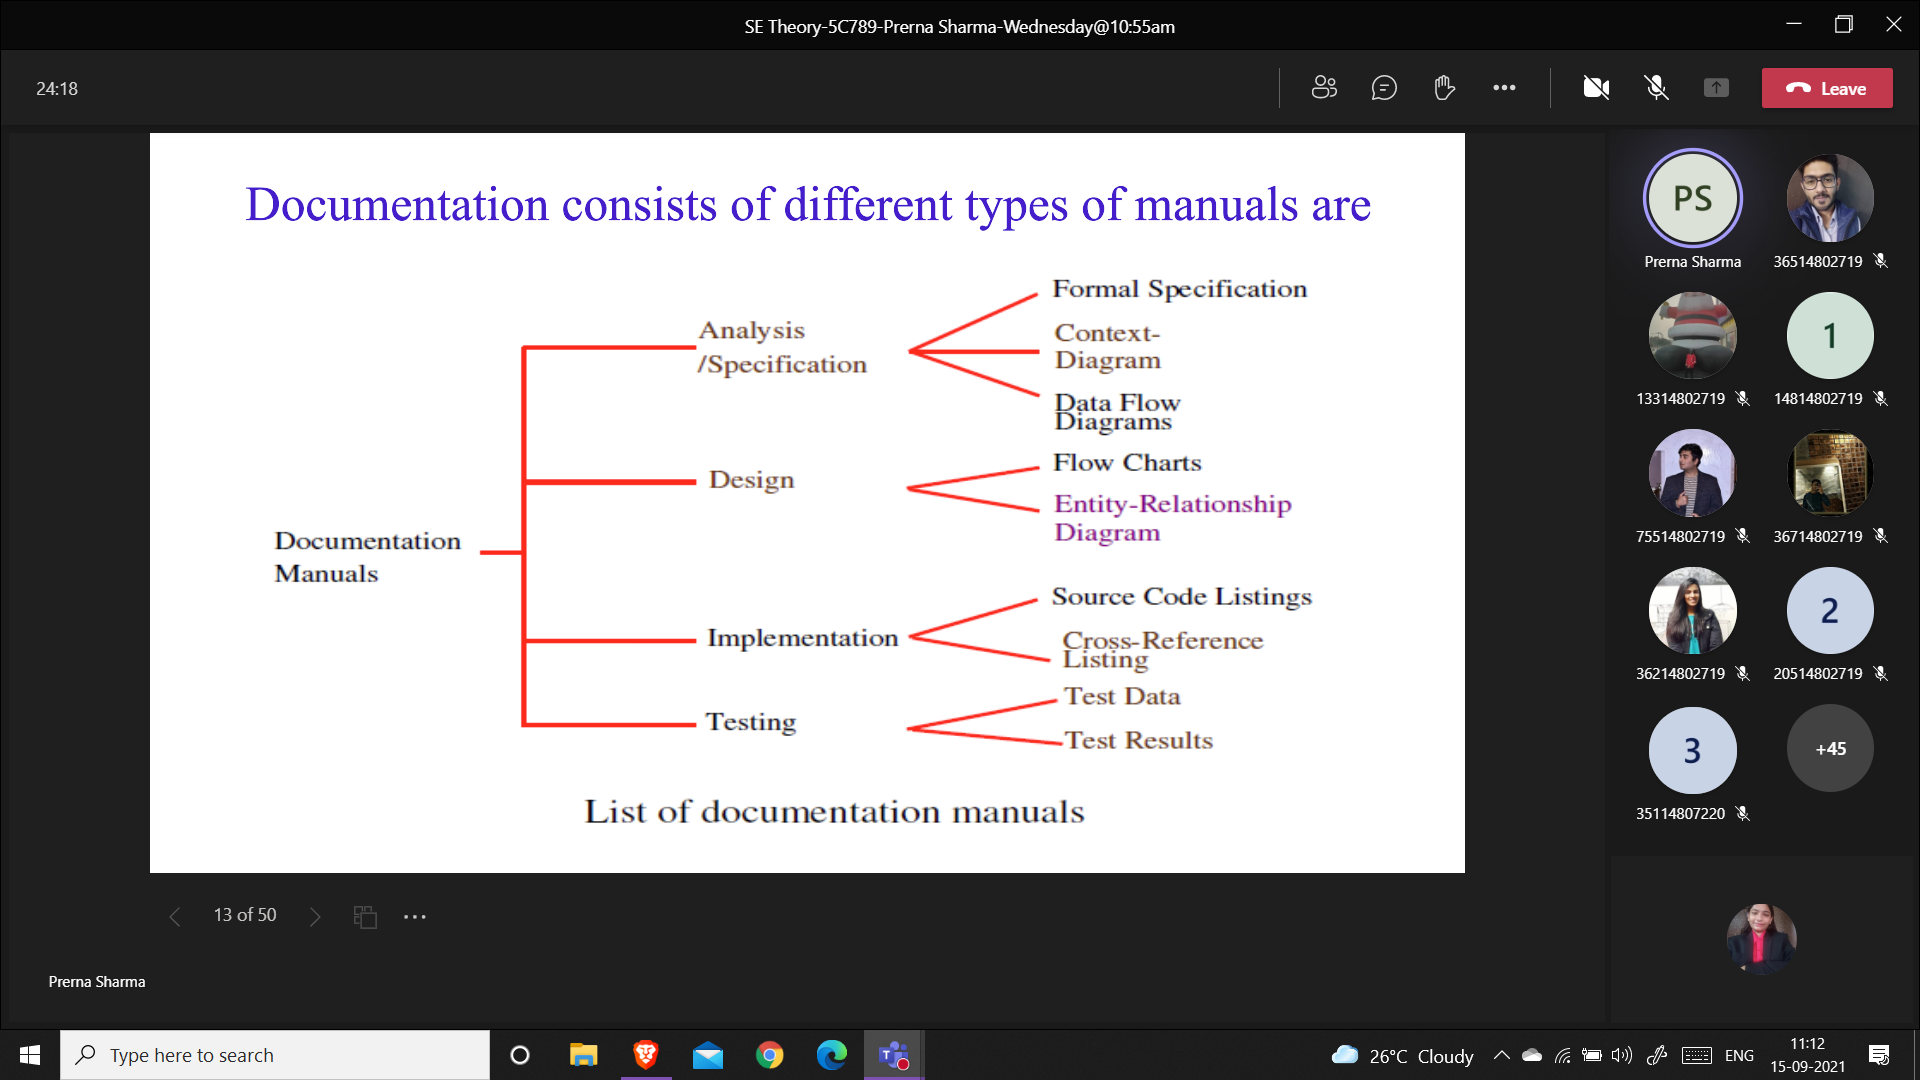 SE Theory-5C789-Prerna Sharma-Wednesday@10:55am
24:18
Leave
Documentation consists of different types of manuals are
Formal Specification
Analysis
/Specification
Context-
Diagram
Data Flow
Diagrams
Design
Flow Charts
Entity-Relationship
Diagram
Documentation
Manuals
Source Code Listings
Implementation
Cross-Reference
Listing
Testing
Test Data
Test Results
List of documentation manuals
PS
Prerna Sharma
36514802719
13314802719
1
14814802719
75514802719
36714802719
36214802719
2
20514802719
3
35114807220
+45
13 of 50
Prerna Sharma
Type here to search
26°C Cloudy
ENG
11:12
15-09-2021